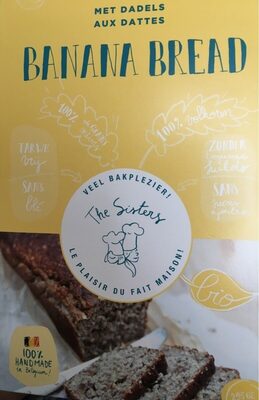 MET DADELS
AUX DATTES
BANANA BREAD
100%
100% volkoren
TARWE
vrij
SANS
blé
ZONDER
SANS
VEEL BAKPLEZIER!
The Sisters
LE PLAISIR DU FAIT MAISON!
bio
100%
HANDMADE
in Belgium!